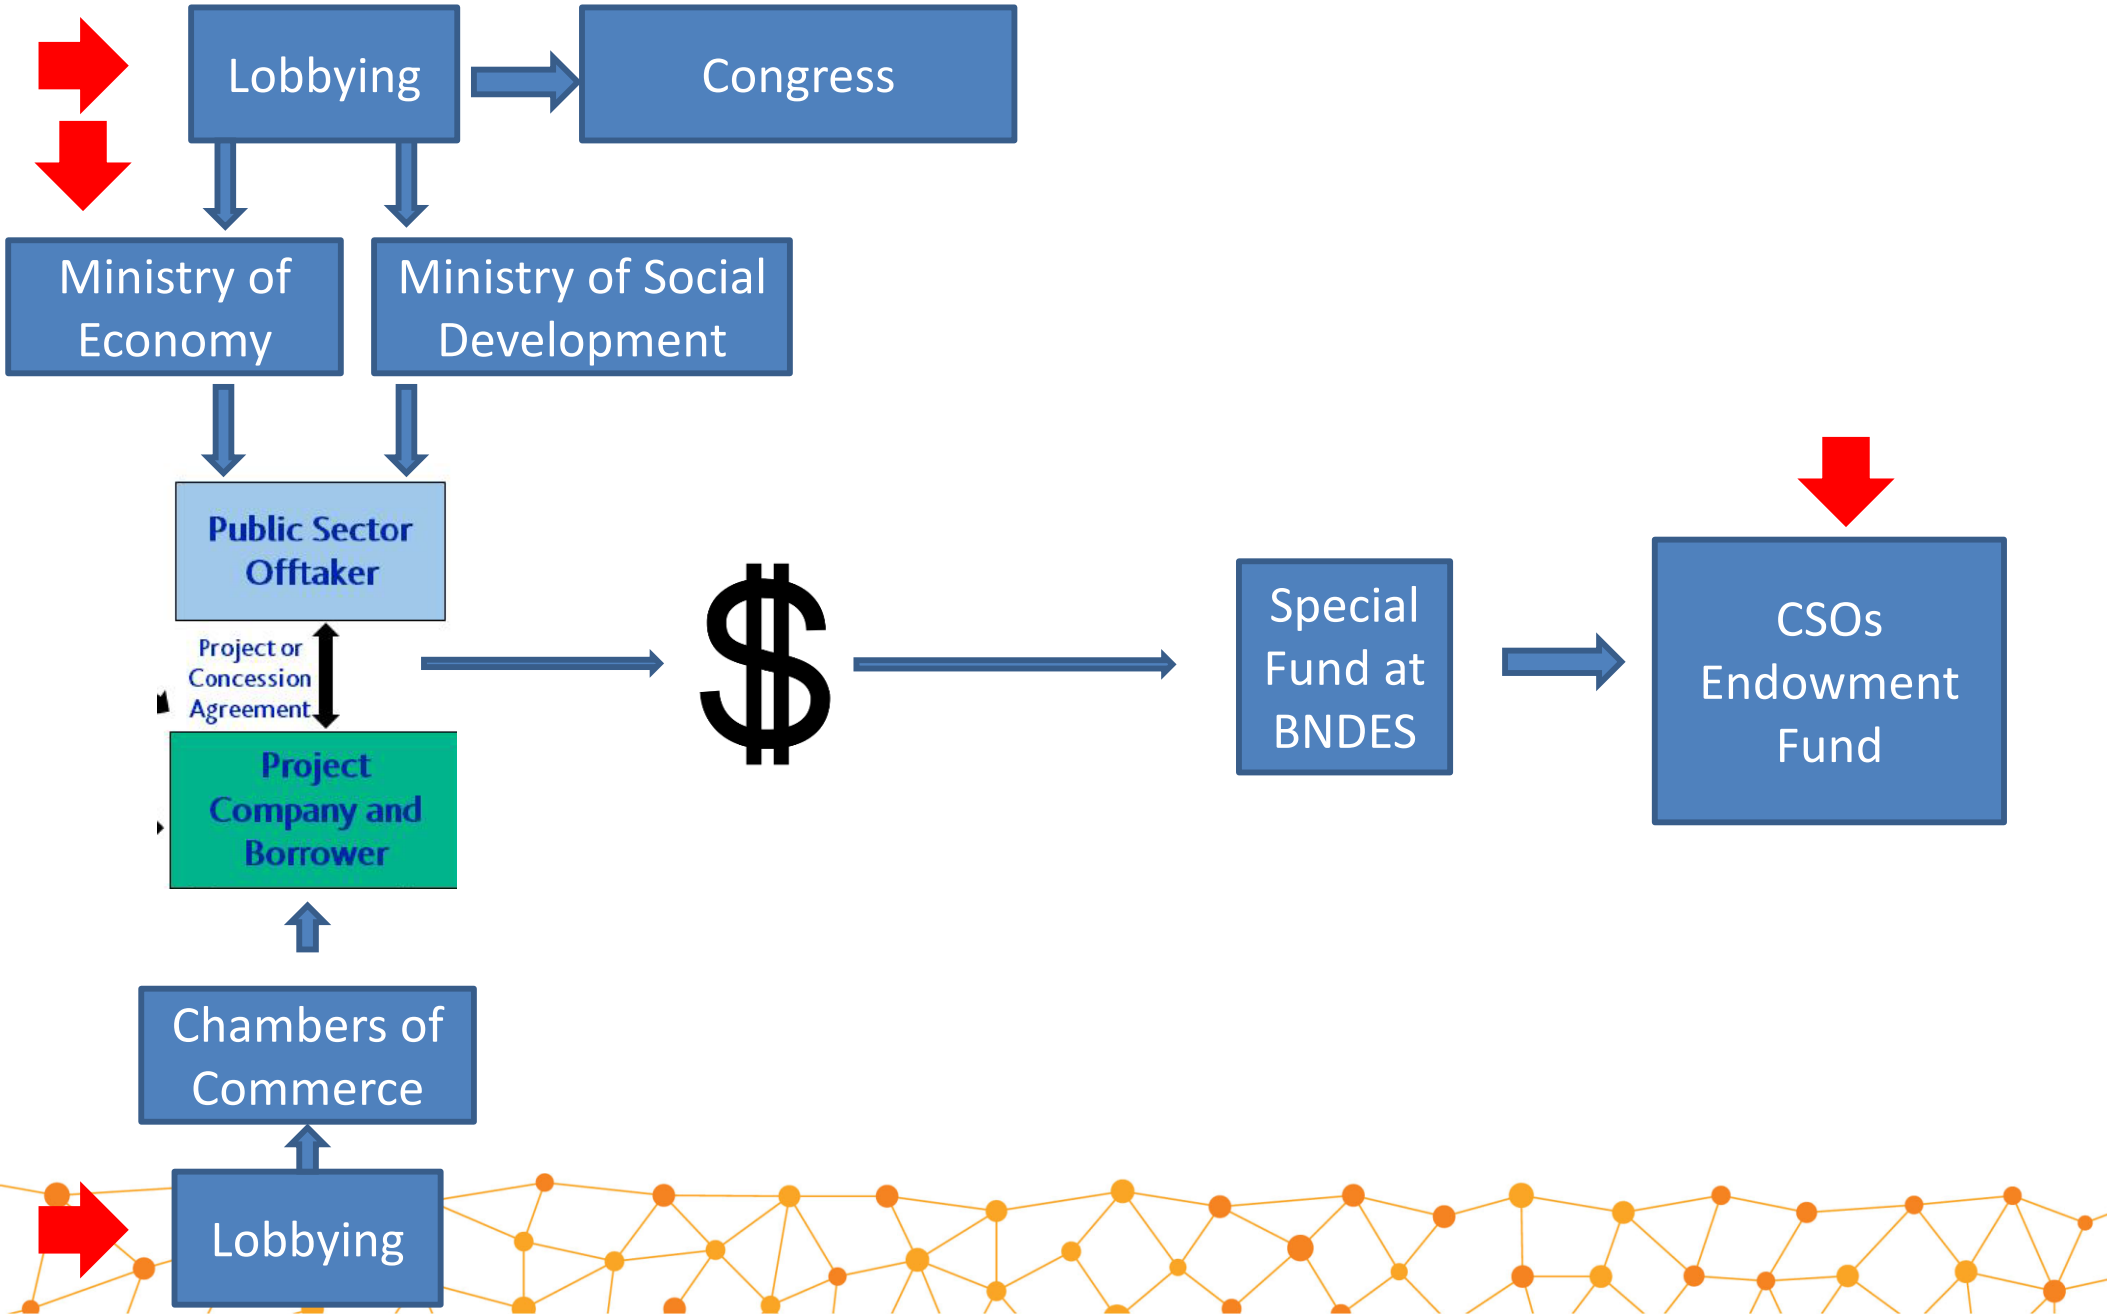 Lobbying
Congress
Ministry of
Economy
Ministry of Social
Development
Public Sector
Offtaker
Project or
Concession
Agreement
Project
Company and
Borrower
$
Special
Fund at
BNDES
CSOs
Endowment
Fund
Chambers of
Commerce
Lobbying